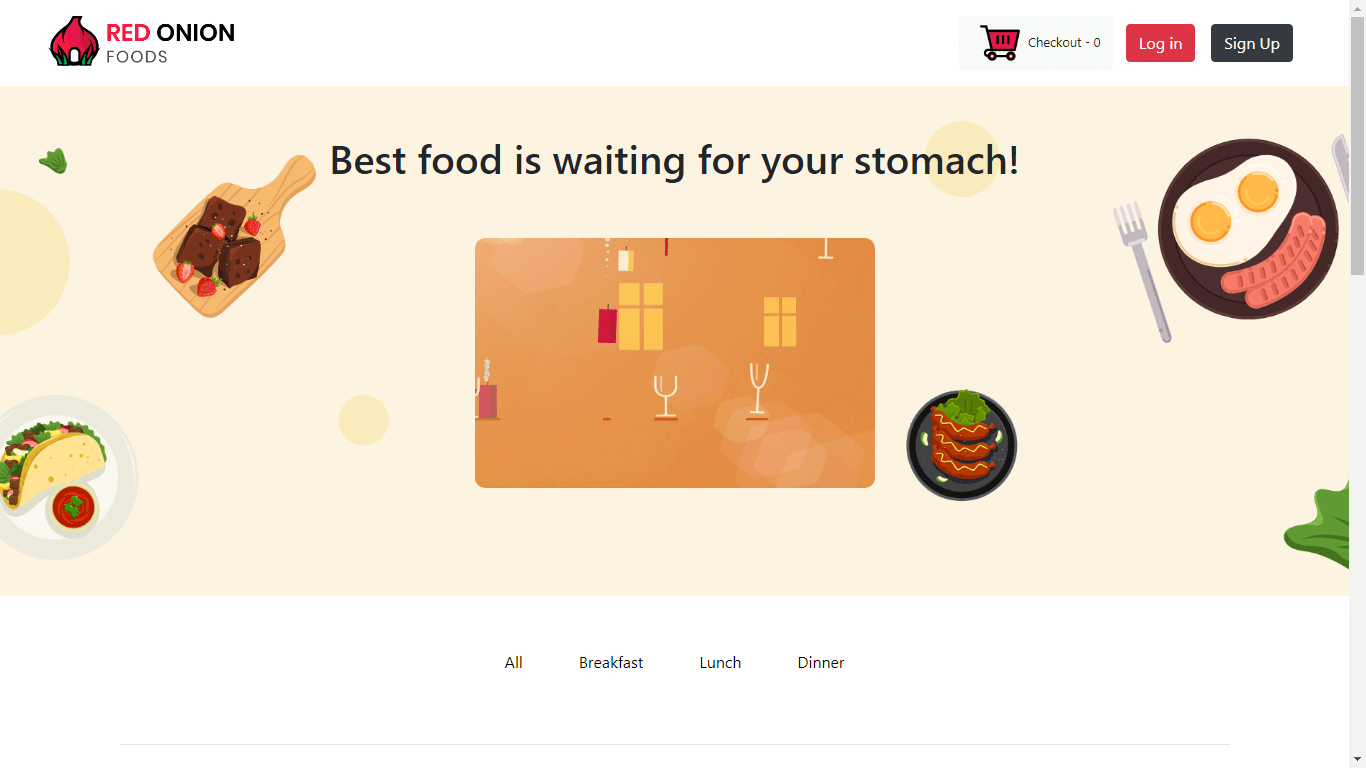 RED ONION
FOODS
Checkout - 0
Log in
Sign Up
Best food is waiting for your stomach!
All
Breakfast
Lunch
Dinner